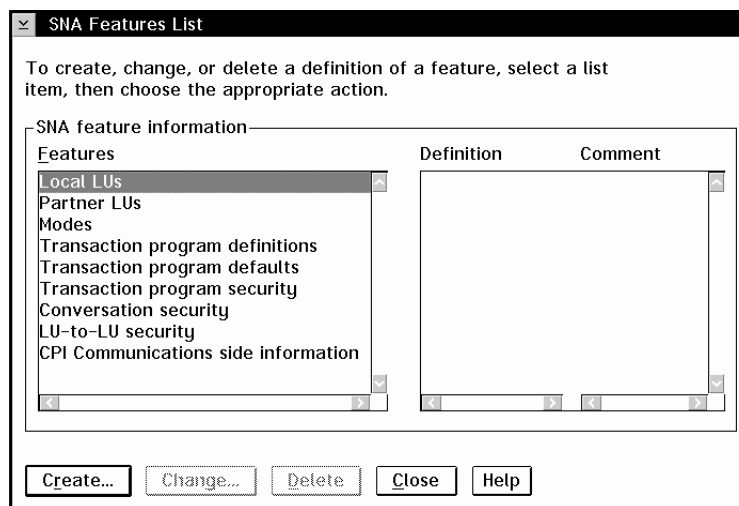 SNA Features List
To create, change, or delete a definition of a feature, select a list
item, then choose the appropriate action.
SNA feature information
Features
Definition
Comment
Local LUs
Partner LUs
Modes
Transaction program definitions
Transaction program defaults
Transaction program security
Conversation security
LU-to-LU security
CPI Communications side information
Create...
Change...
Delete
Close
Help